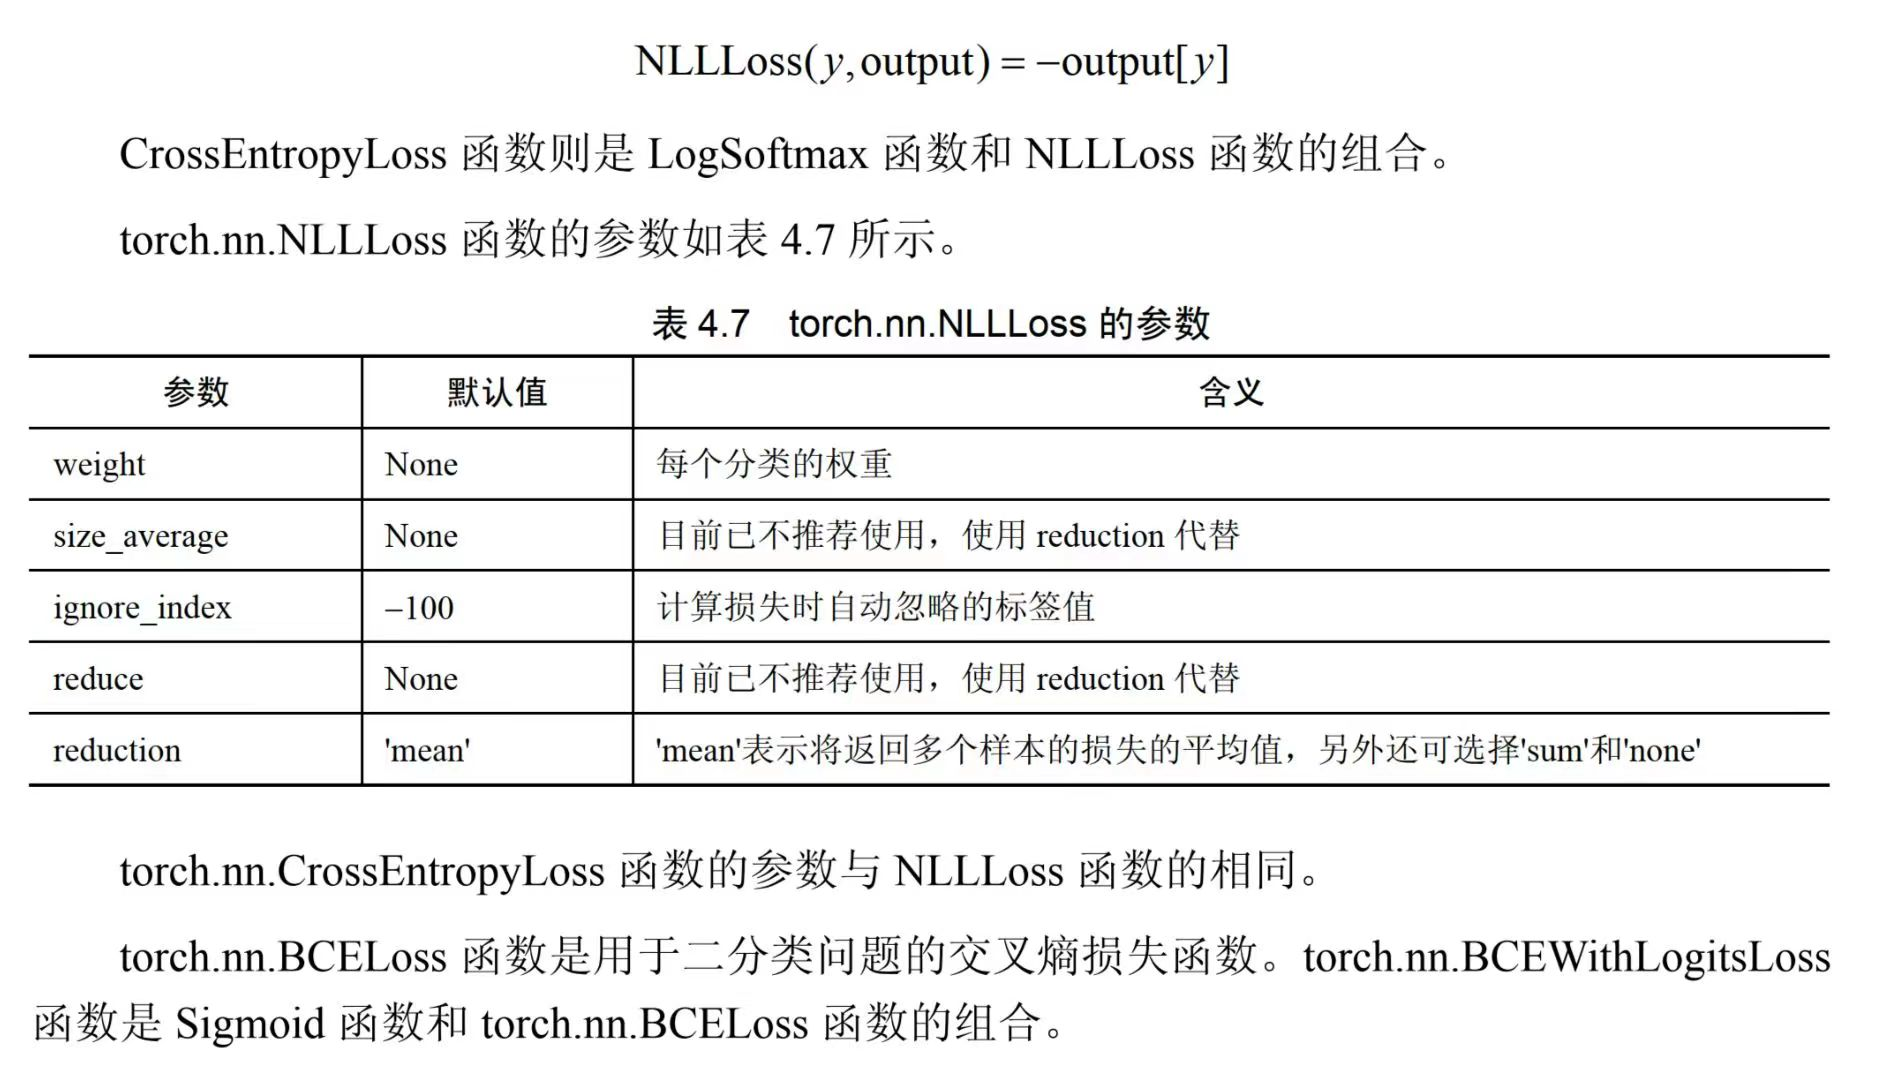 NLLLoss(y,output) = −output[y]
CrossEntropyLoss 函数则是 LogSoftmax 函数和 NLLLoss 函数的组合。
torch.nn.NLLLoss 函数的参数如表 4.7 所示。
表 4.7 torch.nn.NLLLoss 的参数
参数 默认值 含义
weight None 每个分类的权重
size_average None 目前已不推荐使用，使用 reduction 代替
ignore_index –100 计算损失时自动忽略的标签值
reduce None 目前已不推荐使用，使用 reduction 代替
reduction 'mean' 'mean'表示将返回多个样本的损失的平均值，另外还可选择'sum'和'none'
torch.nn.CrossEntropyLoss 函数的参数与 NLLLoss 函数的相同。
torch.nn.BCELoss 函数是用于二分类问题的交叉熵损失函数。torch.nn.BCEWithLogitsLoss
函数是 Sigmoid 函数和 torch.nn.BCELoss 函数的组合。